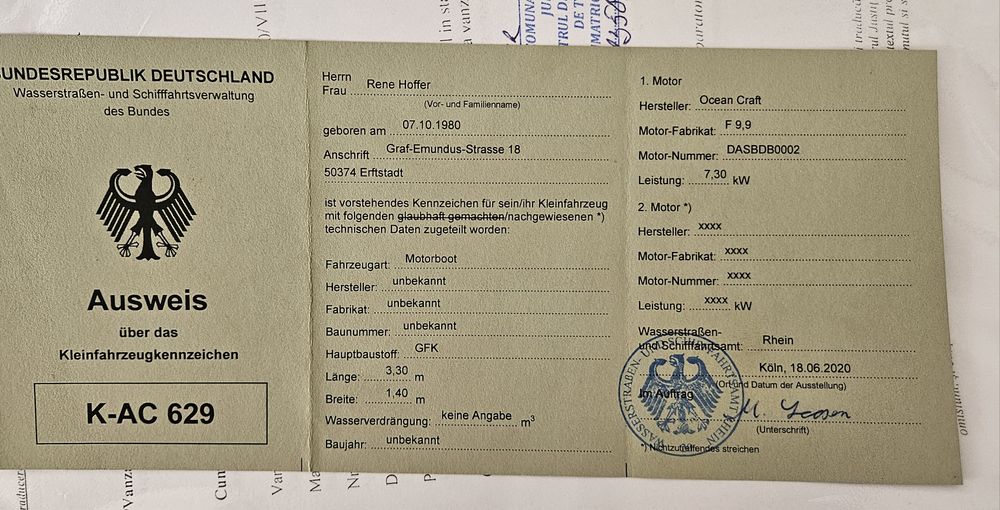 BUNDESREPUBLIK DEUTSCHLAND
Wasserstraßen- und Schifffahrtsverwaltung
des Bundes
Ausweis
über das
Kleinfahrzeugkennzeichen
K-AC 629
Herrn
Frau Rene Hoffer
(Vor- und Familienname)
geboren am 07.10.1980
Anschrift Graf-Emundus-Strasse 18
50374 Erftstadt
ist vorstehendes Kennzeichen für sein/ihr Kleinfahrzeug
mit folgenden glaubhaft gemachten/nachgewiesenen *)
technischen Daten zugeteilt worden:
Fahrzeugart: Motorboot
Hersteller: unbekannt
Fabrikat: unbekannt
Baunummer: unbekannt
Hauptbaustoff: GFK
Länge: 3,30 m
Breite: 1,40 m
Wasserverdrängung: keine Angabe m³
Baujahr: unbekannt
1. Motor
Hersteller: Ocean Craft
Motor-Fabrikat: F 9,9
Motor-Nummer: DASBDB0002
Leistung: 7,30 kW
2. Motor *)
Hersteller: xxxx
Motor-Fabrikat: xxxx
Motor-Nummer: xxxx
Leistung: xxxx kW
Wasserstraßen-
und Schifffahrtsamt: Rhein
Köln, 18.06.2020
(Ort und Datum der Ausstellung)
Im Auftrag
(Unterschrift)
*) Nichtzutreffendes streichen
WASSERSTRAßEN- UND SCHIFFFAHRTSAMT RHEIN